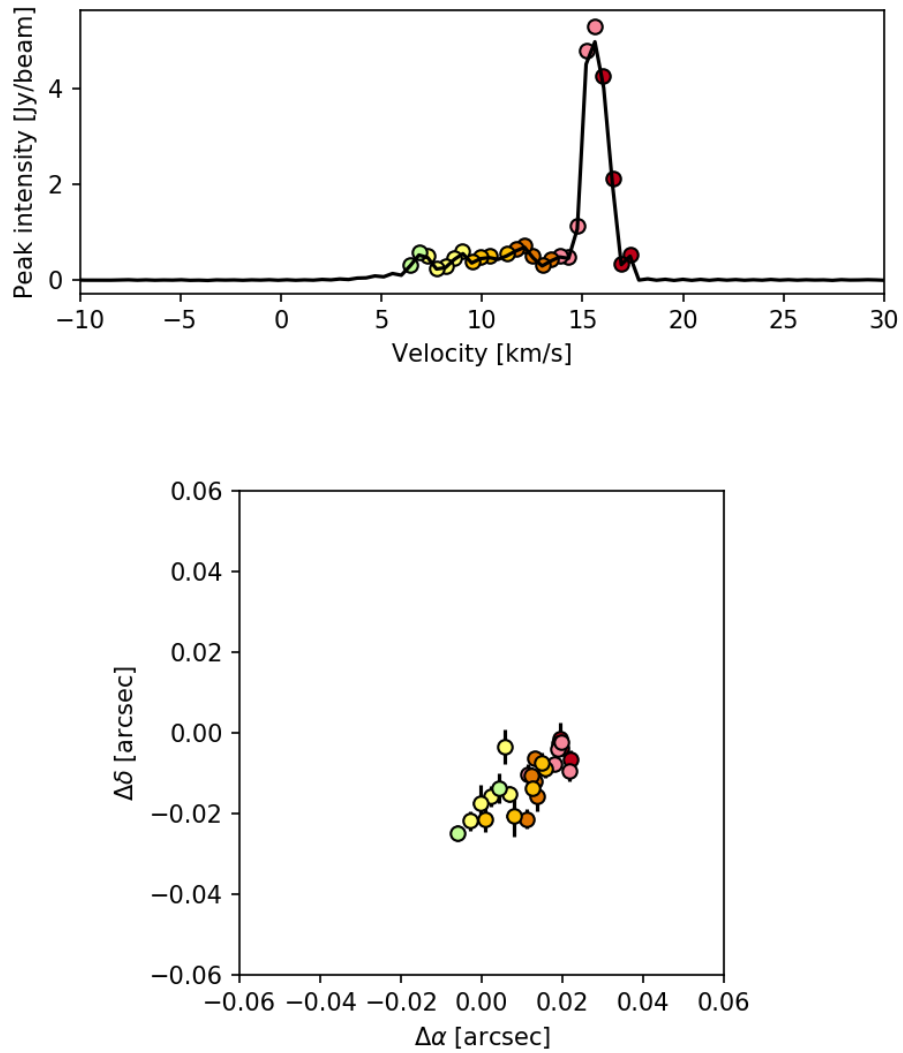 Peak intensity [Jy/beam]
4
2
0
−10 −5 0 5 10 15 20 25 30
Velocity [km/s]
Δδ [arcsec]
0.06
0.04
0.02
0.00
−0.02
−0.04
−0.06
−0.06 −0.04 −0.02 0.00 0.02 0.04 0.06
Δα [arcsec]